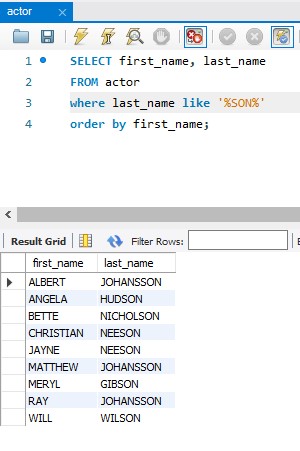 actor ×
1 SELECT first_name, last_name
2 FROM actor
3 where last_name like '%SON%'
4 order by first_name;
Result Grid Filter Rows:
first_name last_name
ALBERT JOHANSSON
ANGELA HUDSON
BETTE NICHOLSON
CHRISTIAN NEESON
JAYNE NEESON
MATTHEW JOHANSSON
MERYL GIBSON
RAY JOHANSSON
WILL WILSON